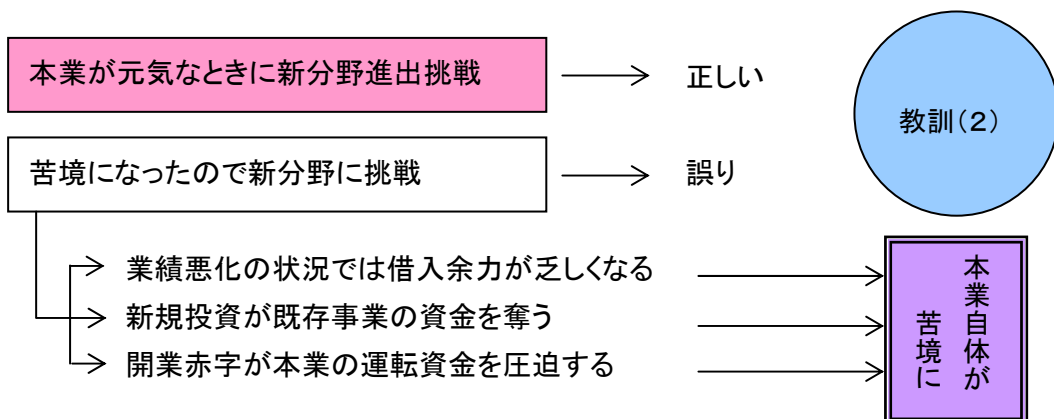 本業が元気なときに新分野進出挑戦
正しい
教訓(2)
苦境になったので新分野に挑戦
誤り
業績悪化の状況では借入余力が乏しくなる
新規投資が既存事業の資金を奪う
開業赤字が本業の運転資金を圧迫する
本業自体が
苦境に